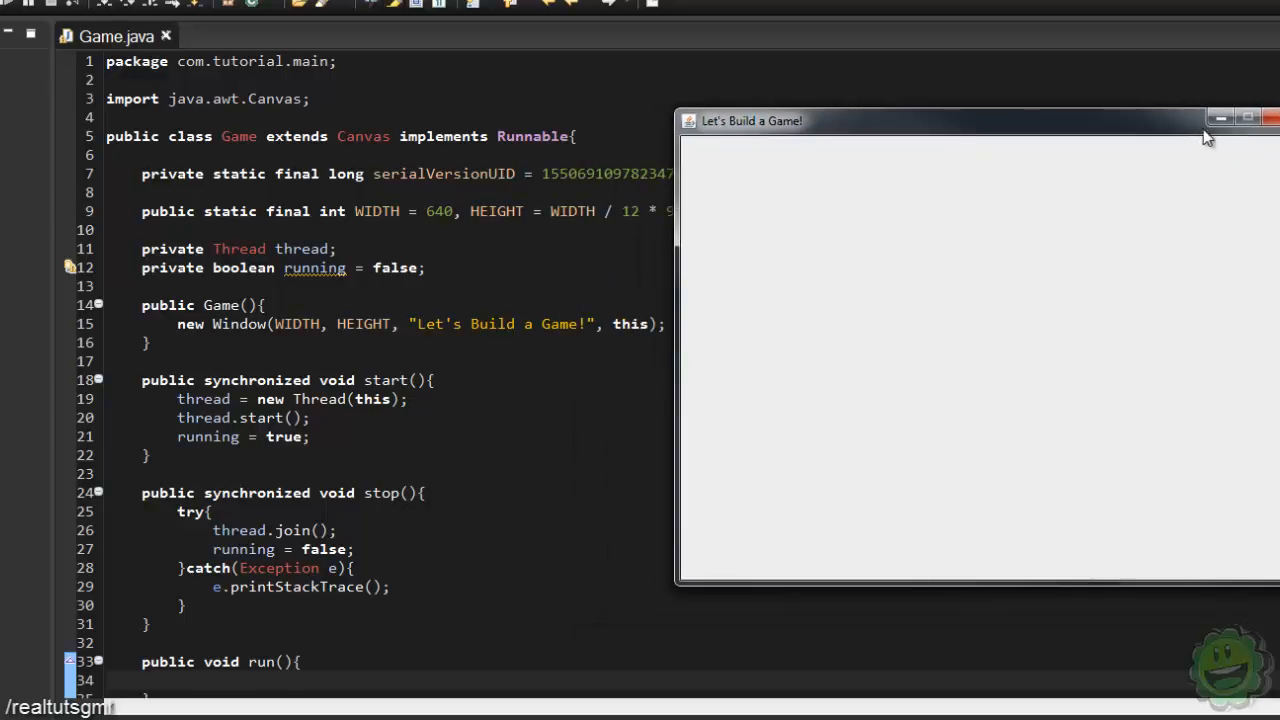 Game.java
1 package com.tutorial.main;
2
3 import java.awt.Canvas;
4
5 public class Game extends Canvas implements Runnable{
6
7 private static final long serialVersionUID = 155069109782347
8
9 public static final int WIDTH = 640, HEIGHT = WIDTH / 12 * 9
10
11 private Thread thread;
12 private boolean running = false;
13
14 public Game(){
15 new Window(WIDTH, HEIGHT, "Let's Build a Game!", this);
16 }
17
18 public synchronized void start(){
19 thread = new Thread(this);
20 thread.start();
21 running = true;
22 }
23
24 public synchronized void stop(){
25 try{
26 thread.join();
27 running = false;
28 }catch(Exception e){
29 e.printStackTrace();
30 }
31 }
32
33 public void run(){
34
Let's Build a Game!
/realtutsgmr